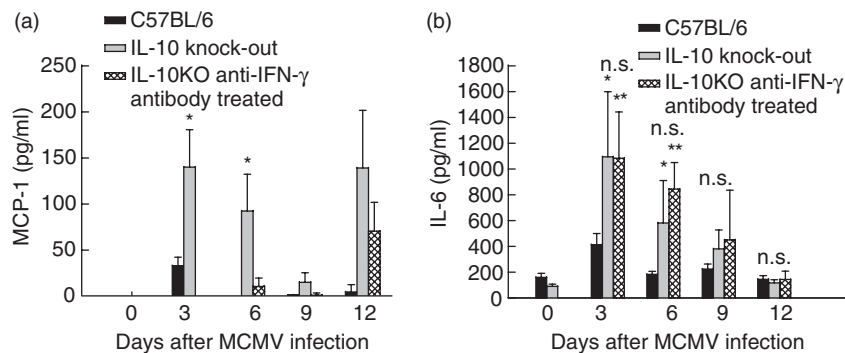 (a)
C57BL/6
IL-10 knock-out
IL-10KO anti-IFN-γ
antibody treated
MCP-1 (pg/ml)
250
200
150
100
50
0
*
*
0 3 6 9 12
Days after MCMV infection
(b)
C57BL/6
IL-10 knock-out
IL-10KO anti-IFN-γ
antibody treated
IL-6 (pg/ml)
1800
1600
1400
1200
1000
800
600
400
200
0
n.s.
*
**
n.s.
*
**
n.s.
n.s.
0 3 6 9 12
Days after MCMV infection